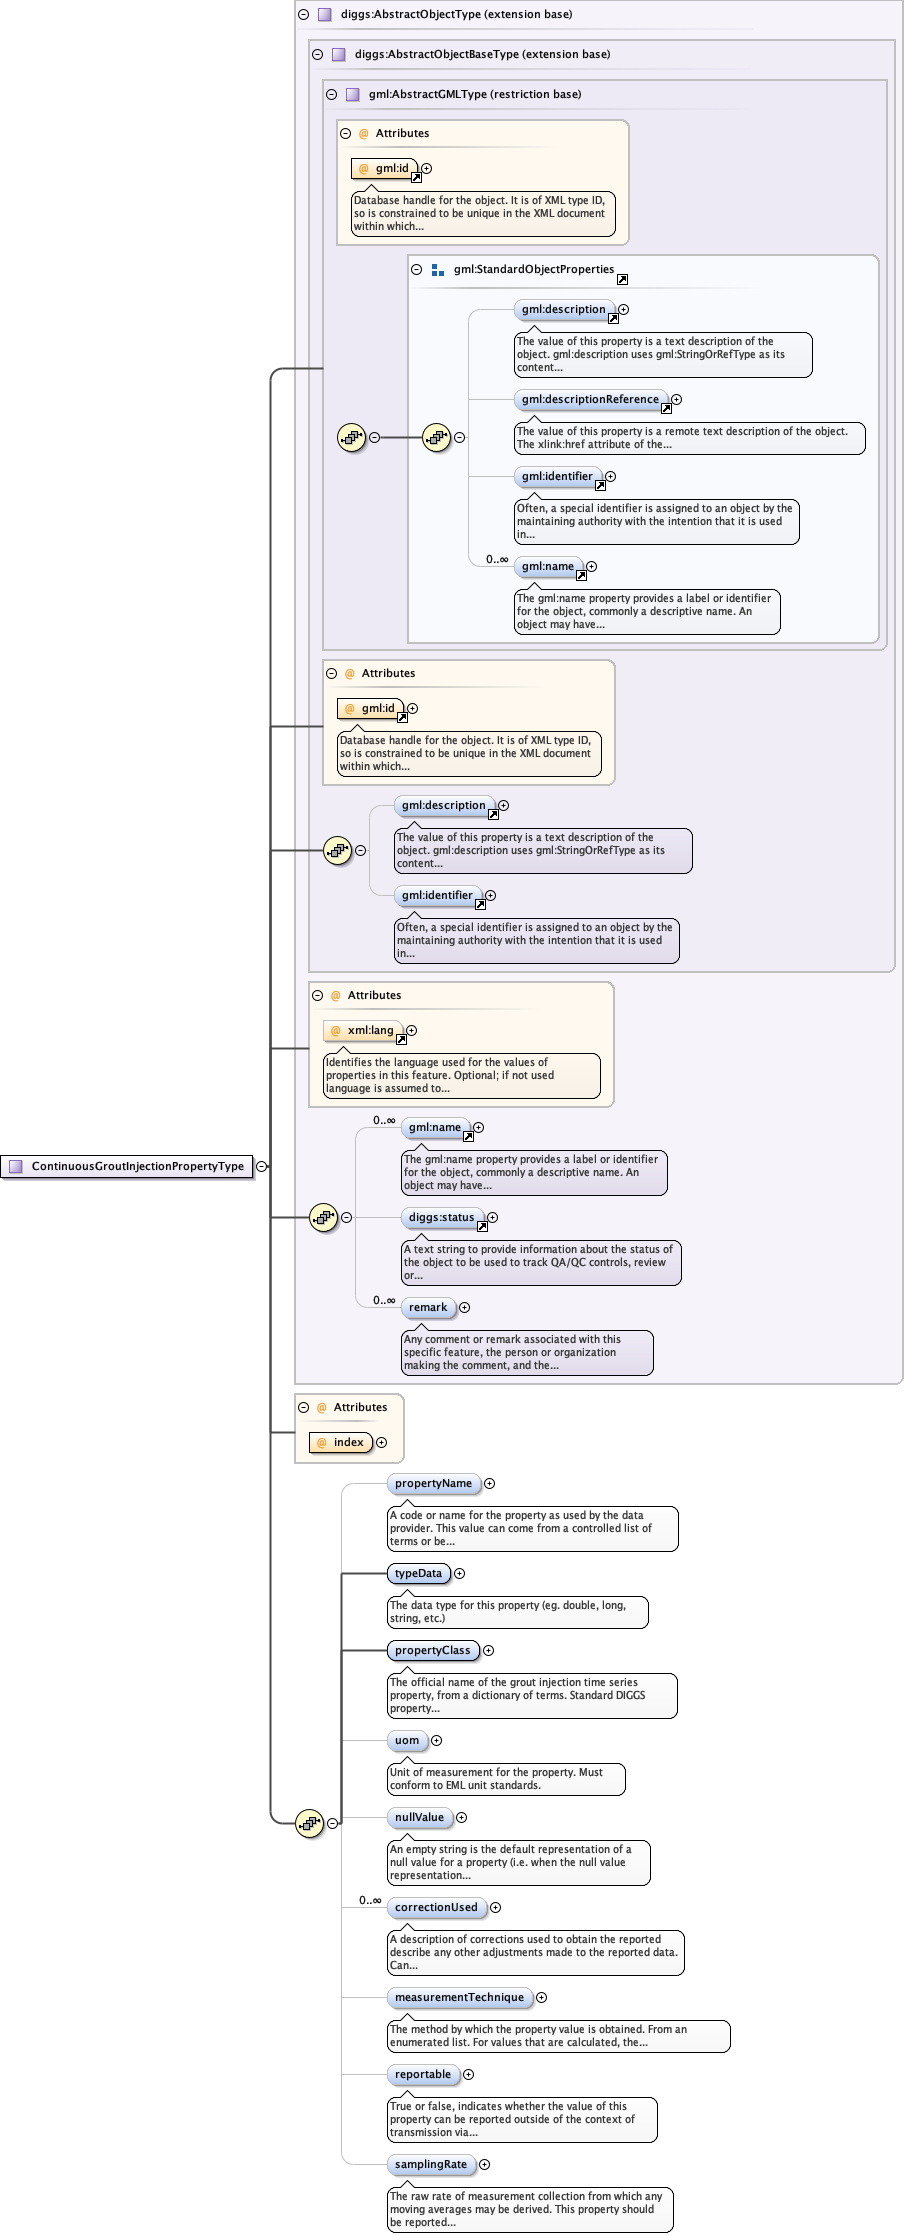 diggs:AbstractObjectType (extension base)
diggs:AbstractObjectBaseType (extension base)
gml:AbstractGMLType (restriction base)
@ Attributes
@ gml:id
Database handle for the object. It is of XML type ID,
so is constrained to be unique in the XML document
within which...
gml:StandardObjectProperties
gml:description
The value of this property is a text description of the
object. gml:description uses gml:StringOrRefType as its
content...
gml:descriptionReference
The value of this property is a remote text description of the object.
The xlink:href attribute of the...
gml:identifier
Often, a special identifier is assigned to an object by the
maintaining authority with the intention that it is used
in...
0..∞
gml:name
The gml:name property provides a label or identifier
for the object, commonly a descriptive name. An
object may have...
@ Attributes
@ gml:id
Database handle for the object. It is of XML type ID,
so is constrained to be unique in the XML document
within which...
gml:description
The value of this property is a text description of the
object. gml:description uses gml:StringOrRefType as its
content...
gml:identifier
Often, a special identifier is assigned to an object by the
maintaining authority with the intention that it is used
in...
@ Attributes
@ xml:lang
Identifies the language used for the values of
properties in this feature. Optional; if not used
language is assumed to...
0..∞
gml:name
The gml:name property provides a label or identifier
for the object, commonly a descriptive name. An
object may have...
ContinuousGroutInjectionPropertyType
diggs:status
A text string to provide information about the status of
the object to be used to track QA/QC controls, review
or...
0..∞
remark
Any comment or remark associated with this
specific feature, the person or organization
making the comment, and the...
@ Attributes
@ index
propertyName
A code or name for the property as used by the data
provider. This value can come from a controlled list of
terms or be...
typeData
The data type for this property (eg. double, long,
string, etc.)
propertyClass
The official name of the grout injection time series
property, from a dictionary of terms. Standard DIGGS
property...
uom
Unit of measurement for the property. Must
conform to EML unit standards.
nullValue
An empty string is the default representation of a
null value for a property (i.e. when the null value
representation...
0..∞
correctionUsed
A description of corrections used to obtain the reported
describe any other adjustments made to the reported data.
Can...
measurementTechnique
The method by which the property value is obtained. From an
enumerated list. For values that are calculated, the...
reportable
True or false, indicates whether the value of this
property can be reported outside of the context of
transmission via...
samplingRate
The raw rate of measurement collection from which any
moving averages may be derived. This property should
be reported...